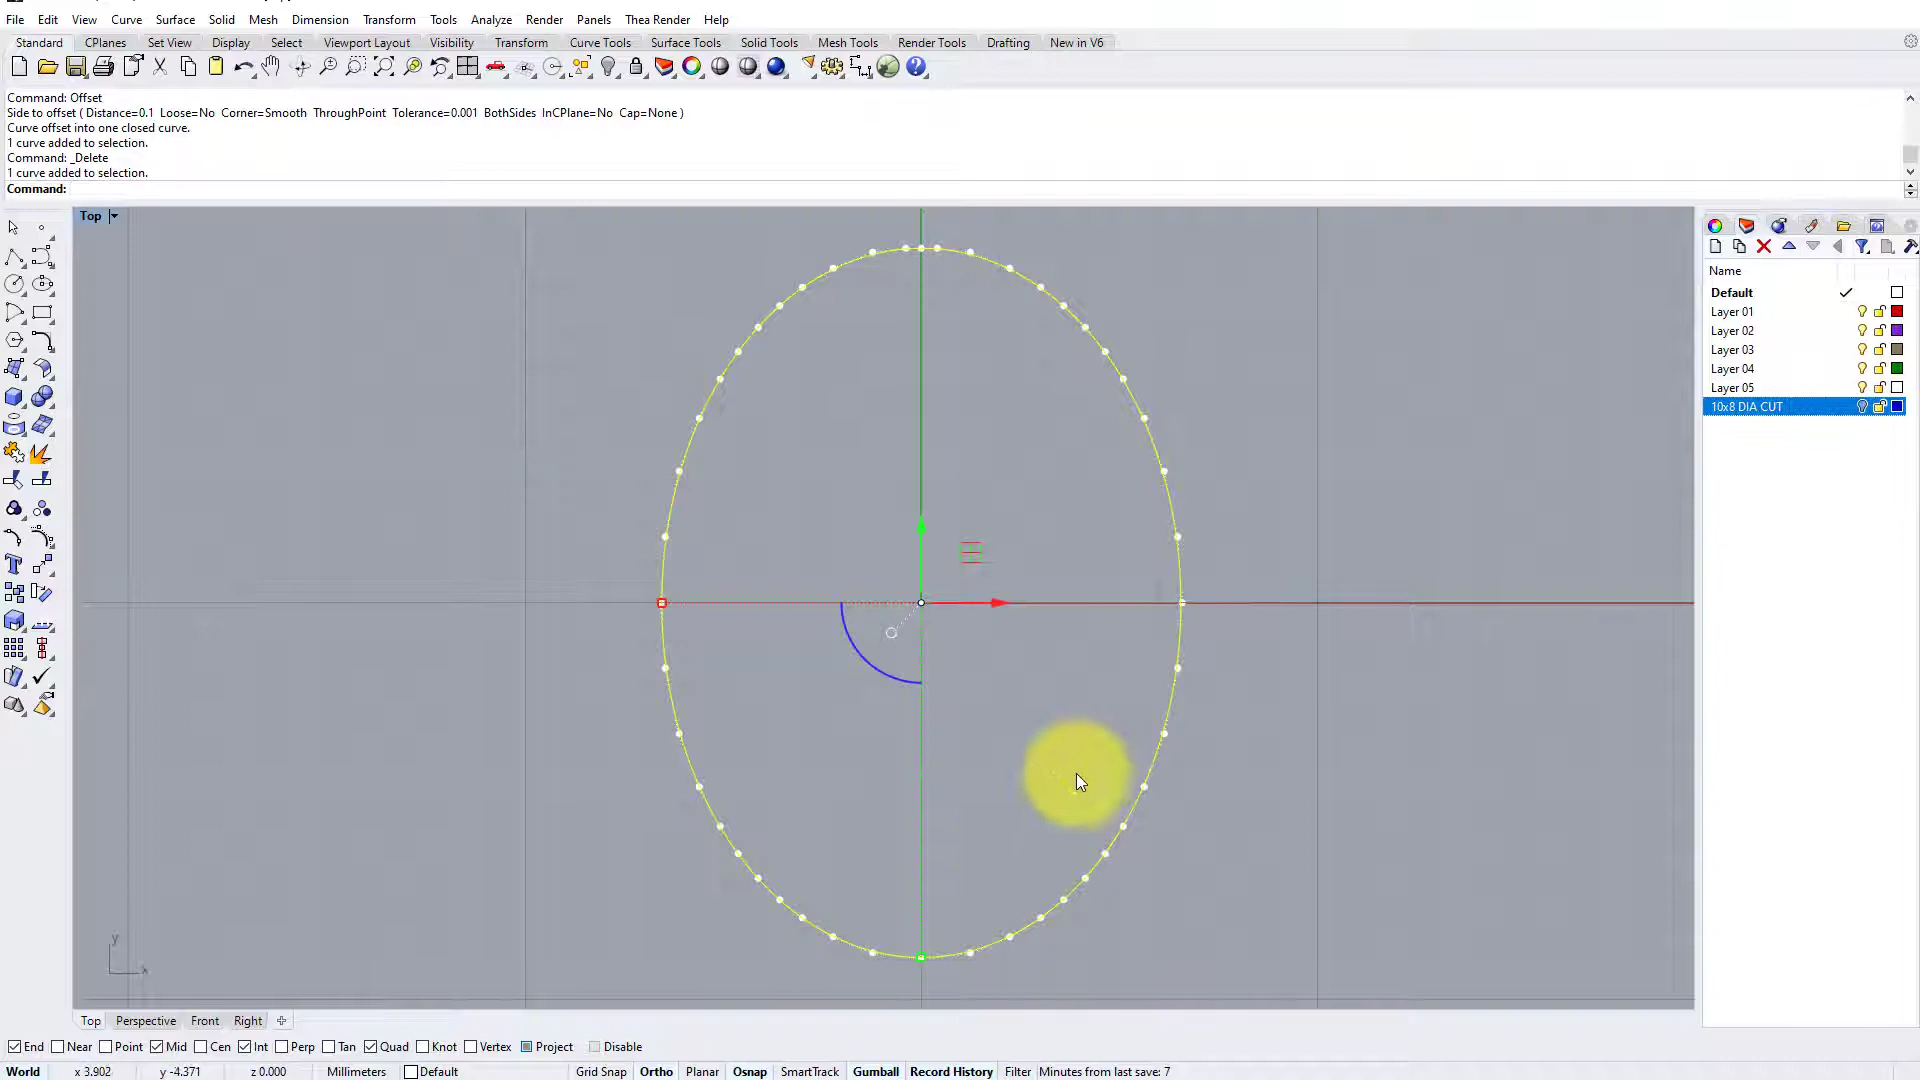 File Edit View Curve Surface Solid Mesh Dimension Transform Tools Analyze Render Panels Thea Render Help
Standard CPlanes Set View Display Select Viewport Layout Visibility Transform Curve Tools Surface Tools Solid Tools Mesh Tools Render Tools Drafting New in V6
Command: Offset
Side to offset ( Distance=0.1 Loose=No Corner=Smooth ThroughPoint Tolerance=0.001 BothSides InCPlane=No Cap=None )
Curve offset into one closed curve.
1 curve added to selection.
Command: _Delete
1 curve added to selection.
Command:
Top
Name
Default
Layer 01
Layer 02
Layer 03
Layer 04
Layer 05
10x8 DIA CUT
y
x
Top Perspective Front Right
End Near Point Mid Cen Int Perp Tan Quad Knot Vertex Project Disable
World x 3.902 y -4.371 z 0.000 Millimeters Default Grid Snap Ortho Planar Osnap SmartTrack Gumball Record History Filter Minutes from last save: 7